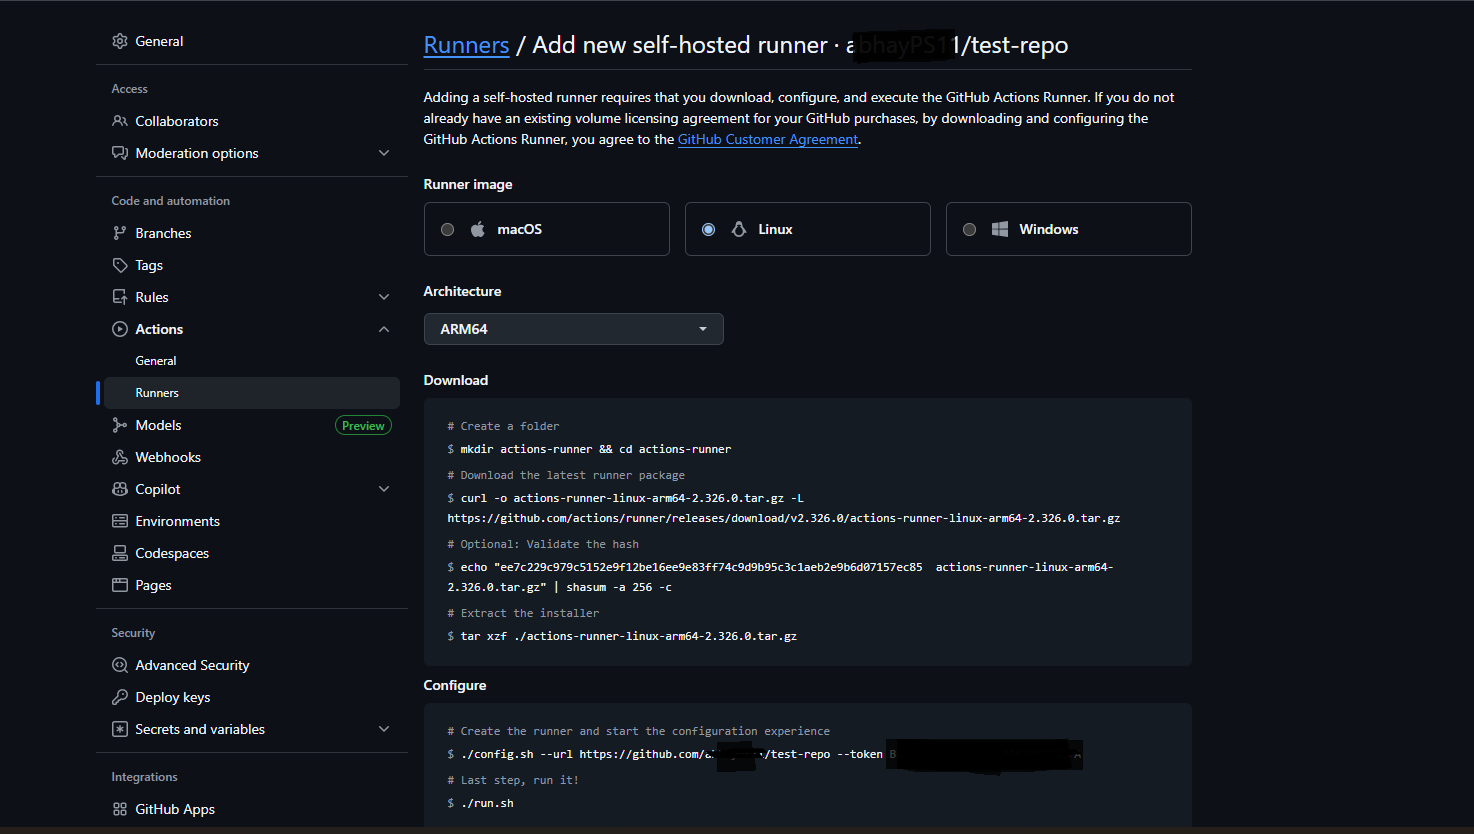 General
Access
Collaborators
Moderation options
Code and automation
Branches
Tags
Rules
Actions
General
Runners
Models Preview
Webhooks
Copilot
Environments
Codespaces
Pages
Security
Advanced Security
Deploy keys
Secrets and variables
Integrations
GitHub Apps
Runners / Add new self-hosted runner · /test-repo
Adding a self-hosted runner requires that you download, configure, and execute the GitHub Actions Runner. If you do not
already have an existing volume licensing agreement for your GitHub purchases, by downloading and configuring the
GitHub Actions Runner, you agree to the GitHub Customer Agreement.
Runner image
macOS Linux Windows
Architecture
ARM64
Download
# Create a folder
$ mkdir actions-runner && cd actions-runner
# Download the latest runner package
$ curl -o actions-runner-linux-arm64-2.326.0.tar.gz -L
https://github.com/actions/runner/releases/download/v2.326.0/actions-runner-linux-arm64-2.326.0.tar.gz
# Optional: Validate the hash
$ echo "ee7c229c979c5152e9f12be16ee9e83ff74c9d9b95c3c1aeb2e9b6d07157ec85  actions-runner-linux-arm64-
2.326.0.tar.gz" | shasum -a 256 -c
# Extract the installer
$ tar xzf ./actions-runner-linux-arm64-2.326.0.tar.gz
Configure
# Create the runner and start the configuration experience
$ ./config.sh --url https://github.com/ /test-repo --token
# Last step, run it!
$ ./run.sh